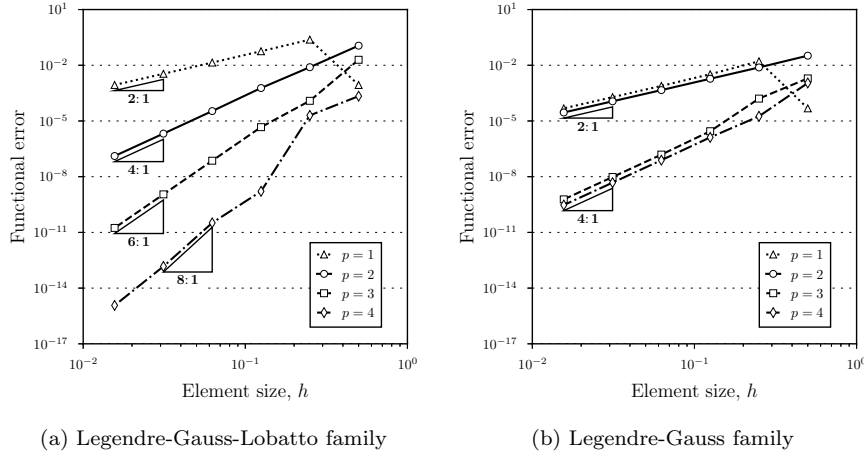 10^1
10^−2
10^−5
10^−8
10^−11
10^−14
10^−17
Functional error
2:1
4:1
6:1
8:1
p = 1
p = 2
p = 3
p = 4
10^−2
10^−1
10^0
Element size, h
(a) Legendre-Gauss-Lobatto family
10^1
10^−2
10^−5
10^−8
10^−11
10^−14
10^−17
Functional error
2:1
4:1
p = 1
p = 2
p = 3
p = 4
10^−2
10^−1
10^0
Element size, h
(b) Legendre-Gauss family